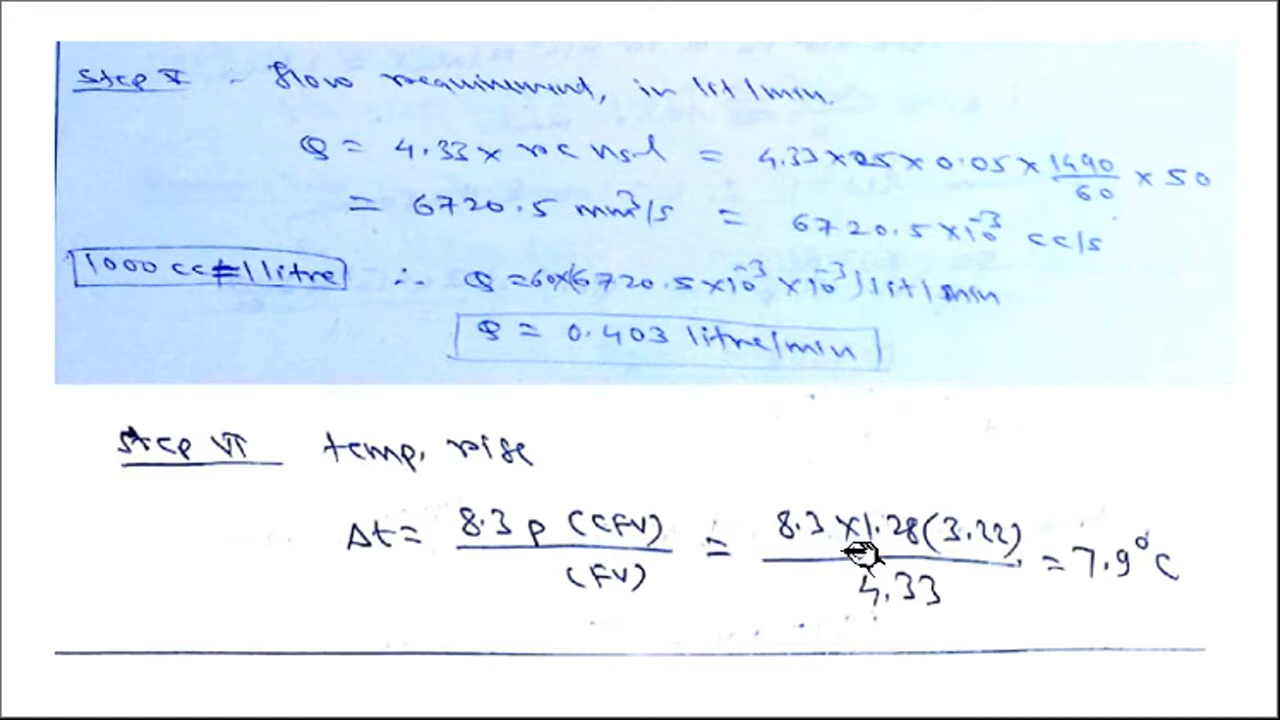 Step V - flow requirement, in lit/min.
Q = 4.33 × rc nsl = 4.33×25×0.05×1490/60 × 50
= 6720.5 mm³/s = 6720.5×10⁻³ cc/s
1000 cc = 1 litre ∴ Q = 60×(6720.5×10⁻³×10⁻³) lit/min
Q = 0.403 litre/min
Step VI temp. rise
Δt = 8.3 p (CFV) / (FV) = 8.3 × 1.28 (3.22) / 4.33 = 7.9°C